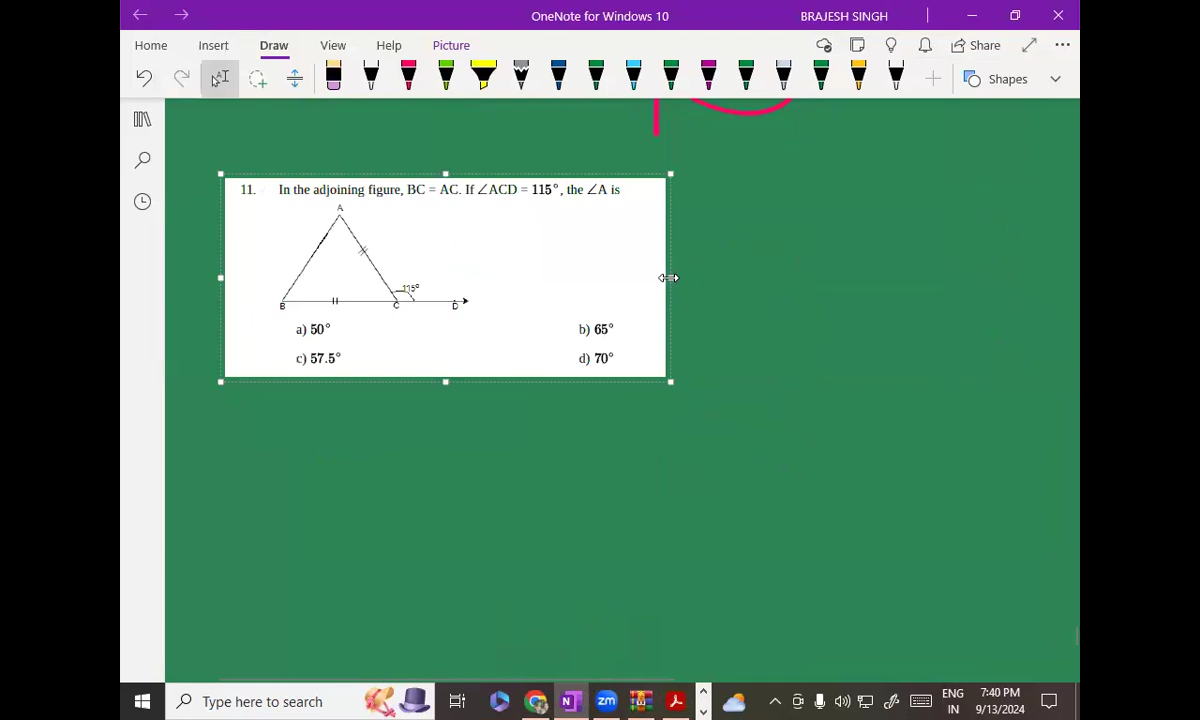 OneNote for Windows 10
BRAJESH SINGH
Home Insert Draw View Help Picture
Share
Shapes
11. In the adjoining figure, BC = AC. If ∠ACD = 115°, the ∠A is
A
115°
B C D
a) 50° b) 65°
c) 57.5° d) 70°
Type here to search
zm
ENG
IN
7:40 PM
9/13/2024